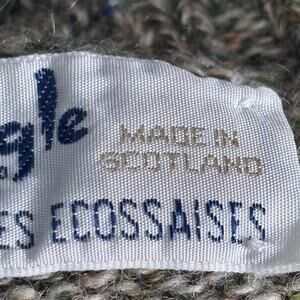 gle
MADE IN
SCOTLAND
ES ECOSSAISES